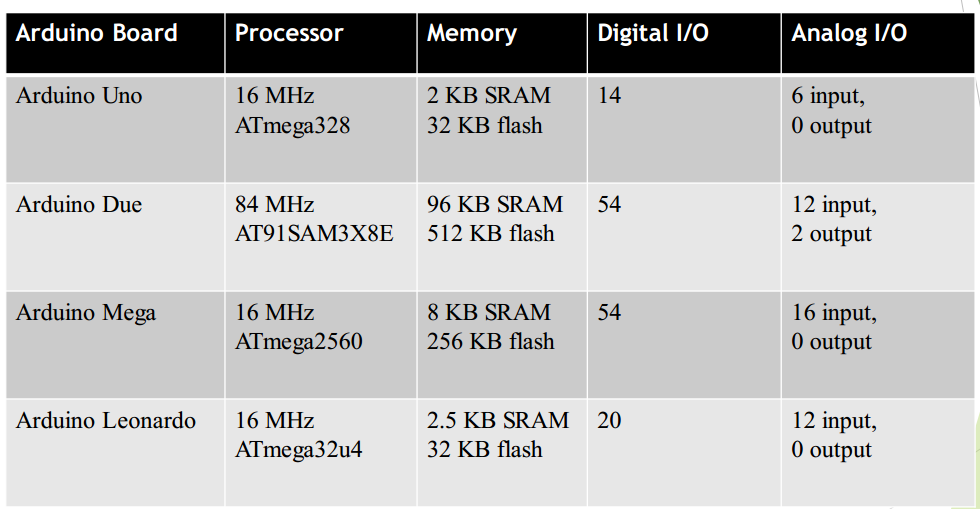 Arduino Board Processor Memory Digital I/O Analog I/O
Arduino Uno 16 MHz 2 KB SRAM 14 6 input,
ATmega328 32 KB flash 0 output
Arduino Due 84 MHz 96 KB SRAM 54 12 input,
AT91SAM3X8E 512 KB flash 2 output
Arduino Mega 16 MHz 8 KB SRAM 54 16 input,
ATmega2560 256 KB flash 0 output
Arduino Leonardo 16 MHz 2.5 KB SRAM 20 12 input,
ATmega32u4 32 KB flash 0 output